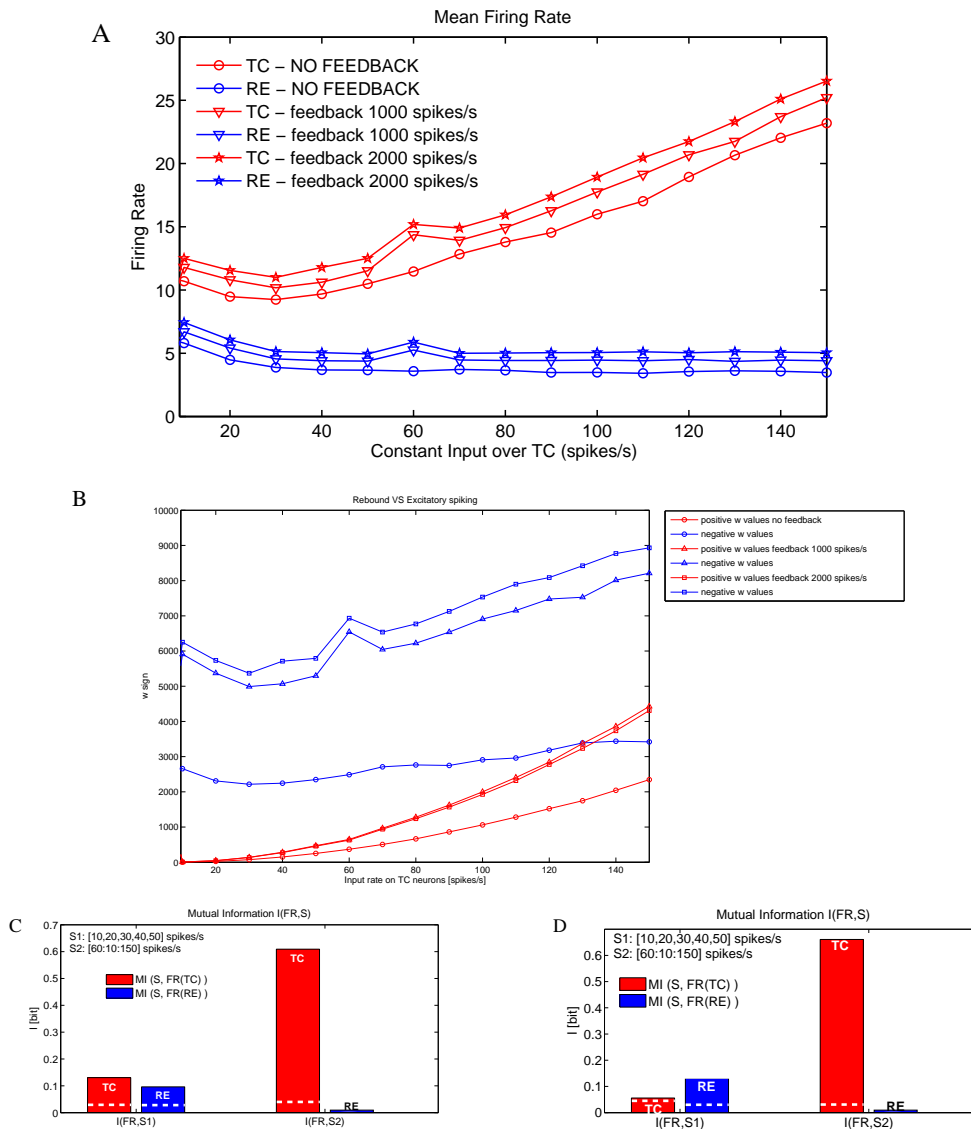 A
Mean Firing Rate
30
25
20
15
10
5
0
Firing Rate
TC – NO FEEDBACK
RE – NO FEEDBACK
TC – feedback 1000 spikes/s
RE – feedback 1000 spikes/s
TC – feedback 2000 spikes/s
RE – feedback 2000 spikes/s
20 40 60 80 100 120 140
Constant Input over TC (spikes/s)
B
Rebound VS Excitatory spiking
10000
9000
8000
7000
6000
5000
4000
3000
2000
1000
0
w sign
20 40 60 80 100 120 140
Input rate on TC neurons [spikes/s]
positive w values no feedback
negative w values
positive w values feedback 1000 spikes/s
negative w values
positive w values feedback 2000 spikes/s
negative w values
C
Mutual Information I(FR,S)
0.7
0.6
0.5
0.4
0.3
0.2
0.1
0
I [bit]
S1: [10,20,30,40,50] spikes/s
S2: [60:10:150] spikes/s
MI (S, FR(TC) )
MI (S, FR(RE) )
TC
RE
TC
RE
I(FR,S1) I(FR,S2)
D
Mutual Information I(FR,S)
0.6
0.5
0.4
0.3
0.2
0.1
0
I [bit]
S1: [10,20,30,40,50] spikes/s
S2: [60:10:150] spikes/s
MI (S, FR(TC) )
MI (S, FR(RE) )
TC
RE
TC
RE
I(FR,S1) I(FR,S2)